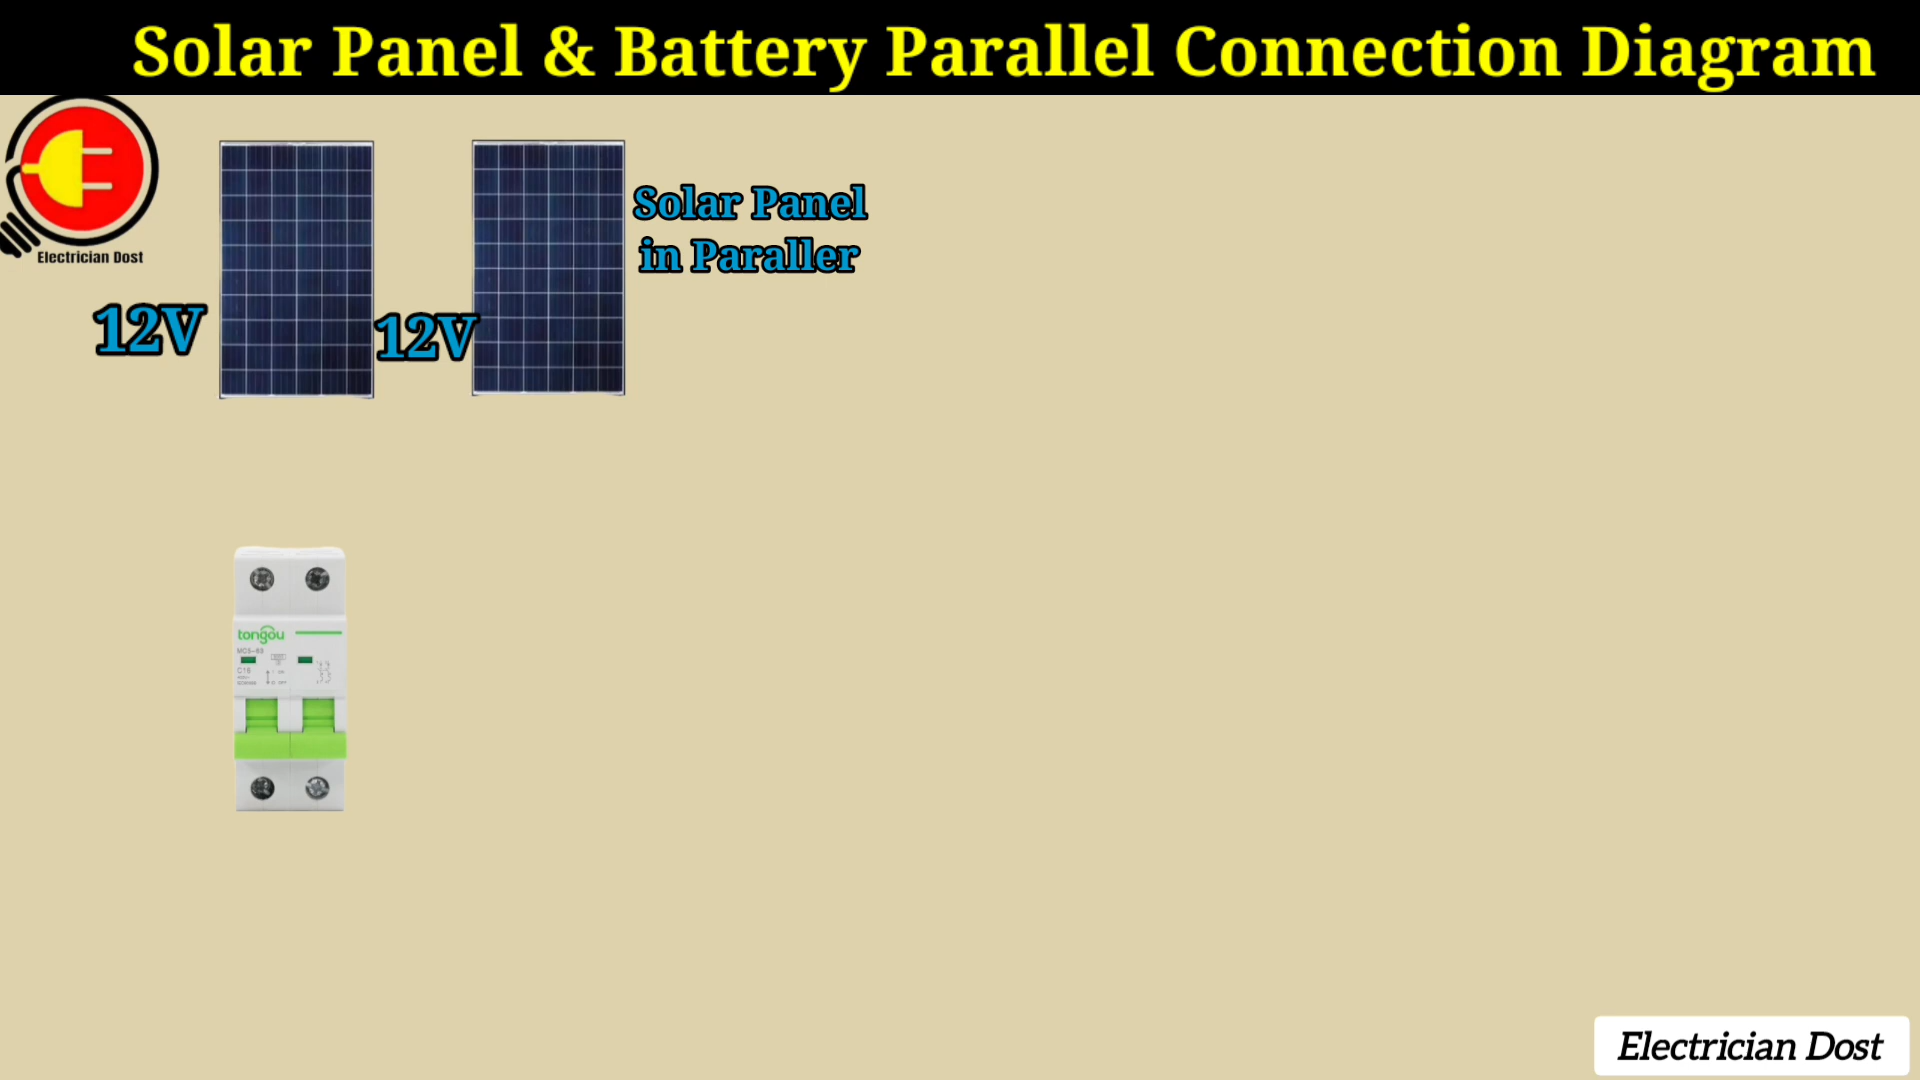 Solar Panel & Battery Parallel Connection Diagram
Electrician Dost
12V
12V
Solar Panel
in Paraller
tongou
C16
Electrician Dost